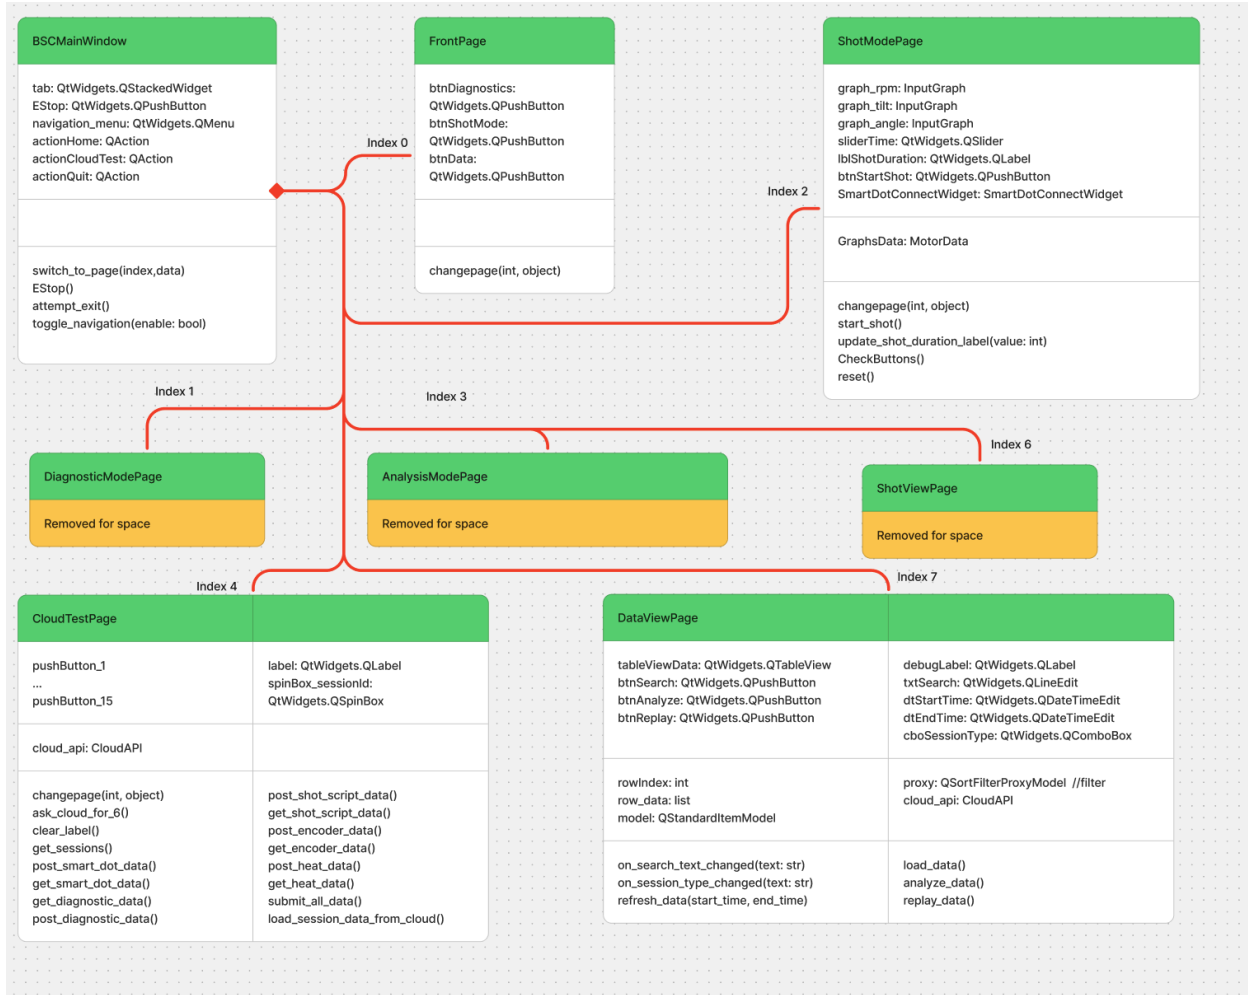 BSCMainWindow
tab: QtWidgets.QStackedWidget
EStop: QtWidgets.QPushButton
navigation_menu: QtWidgets.QMenu
actionHome: QAction
actionCloudTest: QAction
actionQuit: QAction
switch_to_page(index,data)
EStop()
attempt_exit()
toggle_navigation(enable: bool)
Index 0
FrontPage
btnDiagnostics:
QtWidgets.QPushButton
btnShotMode:
QtWidgets.QPushButton
btnData:
QtWidgets.QPushButton
changepage(int, object)
Index 2
ShotModePage
graph_rpm: InputGraph
graph_tilt: InputGraph
graph_angle: InputGraph
sliderTime: QtWidgets.QSlider
lblShotDuration: QtWidgets.QLabel
btnStartShot: QtWidgets.QPushButton
SmartDotConnectWidget: SmartDotConnectWidget
GraphsData: MotorData
changepage(int, object)
start_shot()
update_shot_duration_label(value: int)
CheckButtons()
reset()
Index 1
DiagnosticModePage
Removed for space
Index 3
AnalysisModePage
Removed for space
Index 6
ShotViewPage
Removed for space
Index 4
CloudTestPage
pushButton_1
...
pushButton_15
label: QtWidgets.QLabel
spinBox_sessionId:
QtWidgets.QSpinBox
cloud_api: CloudAPI
changepage(int, object)
ask_cloud_for_6()
clear_label()
get_sessions()
post_smart_dot_data()
get_smart_dot_data()
get_diagnostic_data()
post_diagnostic_data()
post_shot_script_data()
get_shot_script_data()
post_encoder_data()
get_encoder_data()
post_heat_data()
get_heat_data()
submit_all_data()
load_session_data_from_cloud()
Index 7
DataViewPage
tableViewData: QtWidgets.QTableView
btnSearch: QtWidgets.QPushButton
btnAnalyze: QtWidgets.QPushButton
btnReplay: QtWidgets.QPushButton
debugLabel: QtWidgets.QLabel
txtSearch: QtWidgets.QLineEdit
dtStartTime: QtWidgets.QDateTimeEdit
dtEndTime: QtWidgets.QDateTimeEdit
cboSessionType: QtWidgets.QComboBox
rowIndex: int
row_data: list
model: QStandardItemModel
proxy: QSortFilterProxyModel //filter
cloud_api: CloudAPI
on_search_text_changed(text: str)
on_session_type_changed(text: str)
refresh_data(start_time, end_time)
load_data()
analyze_data()
replay_data()